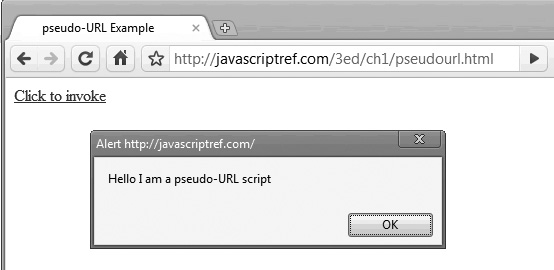 pseudo-URL Example
http://javascriptref.com/3ed/ch1/pseudourl.html
Click to invoke
Alert http://javascriptref.com/
Hello I am a pseudo-URL script
OK